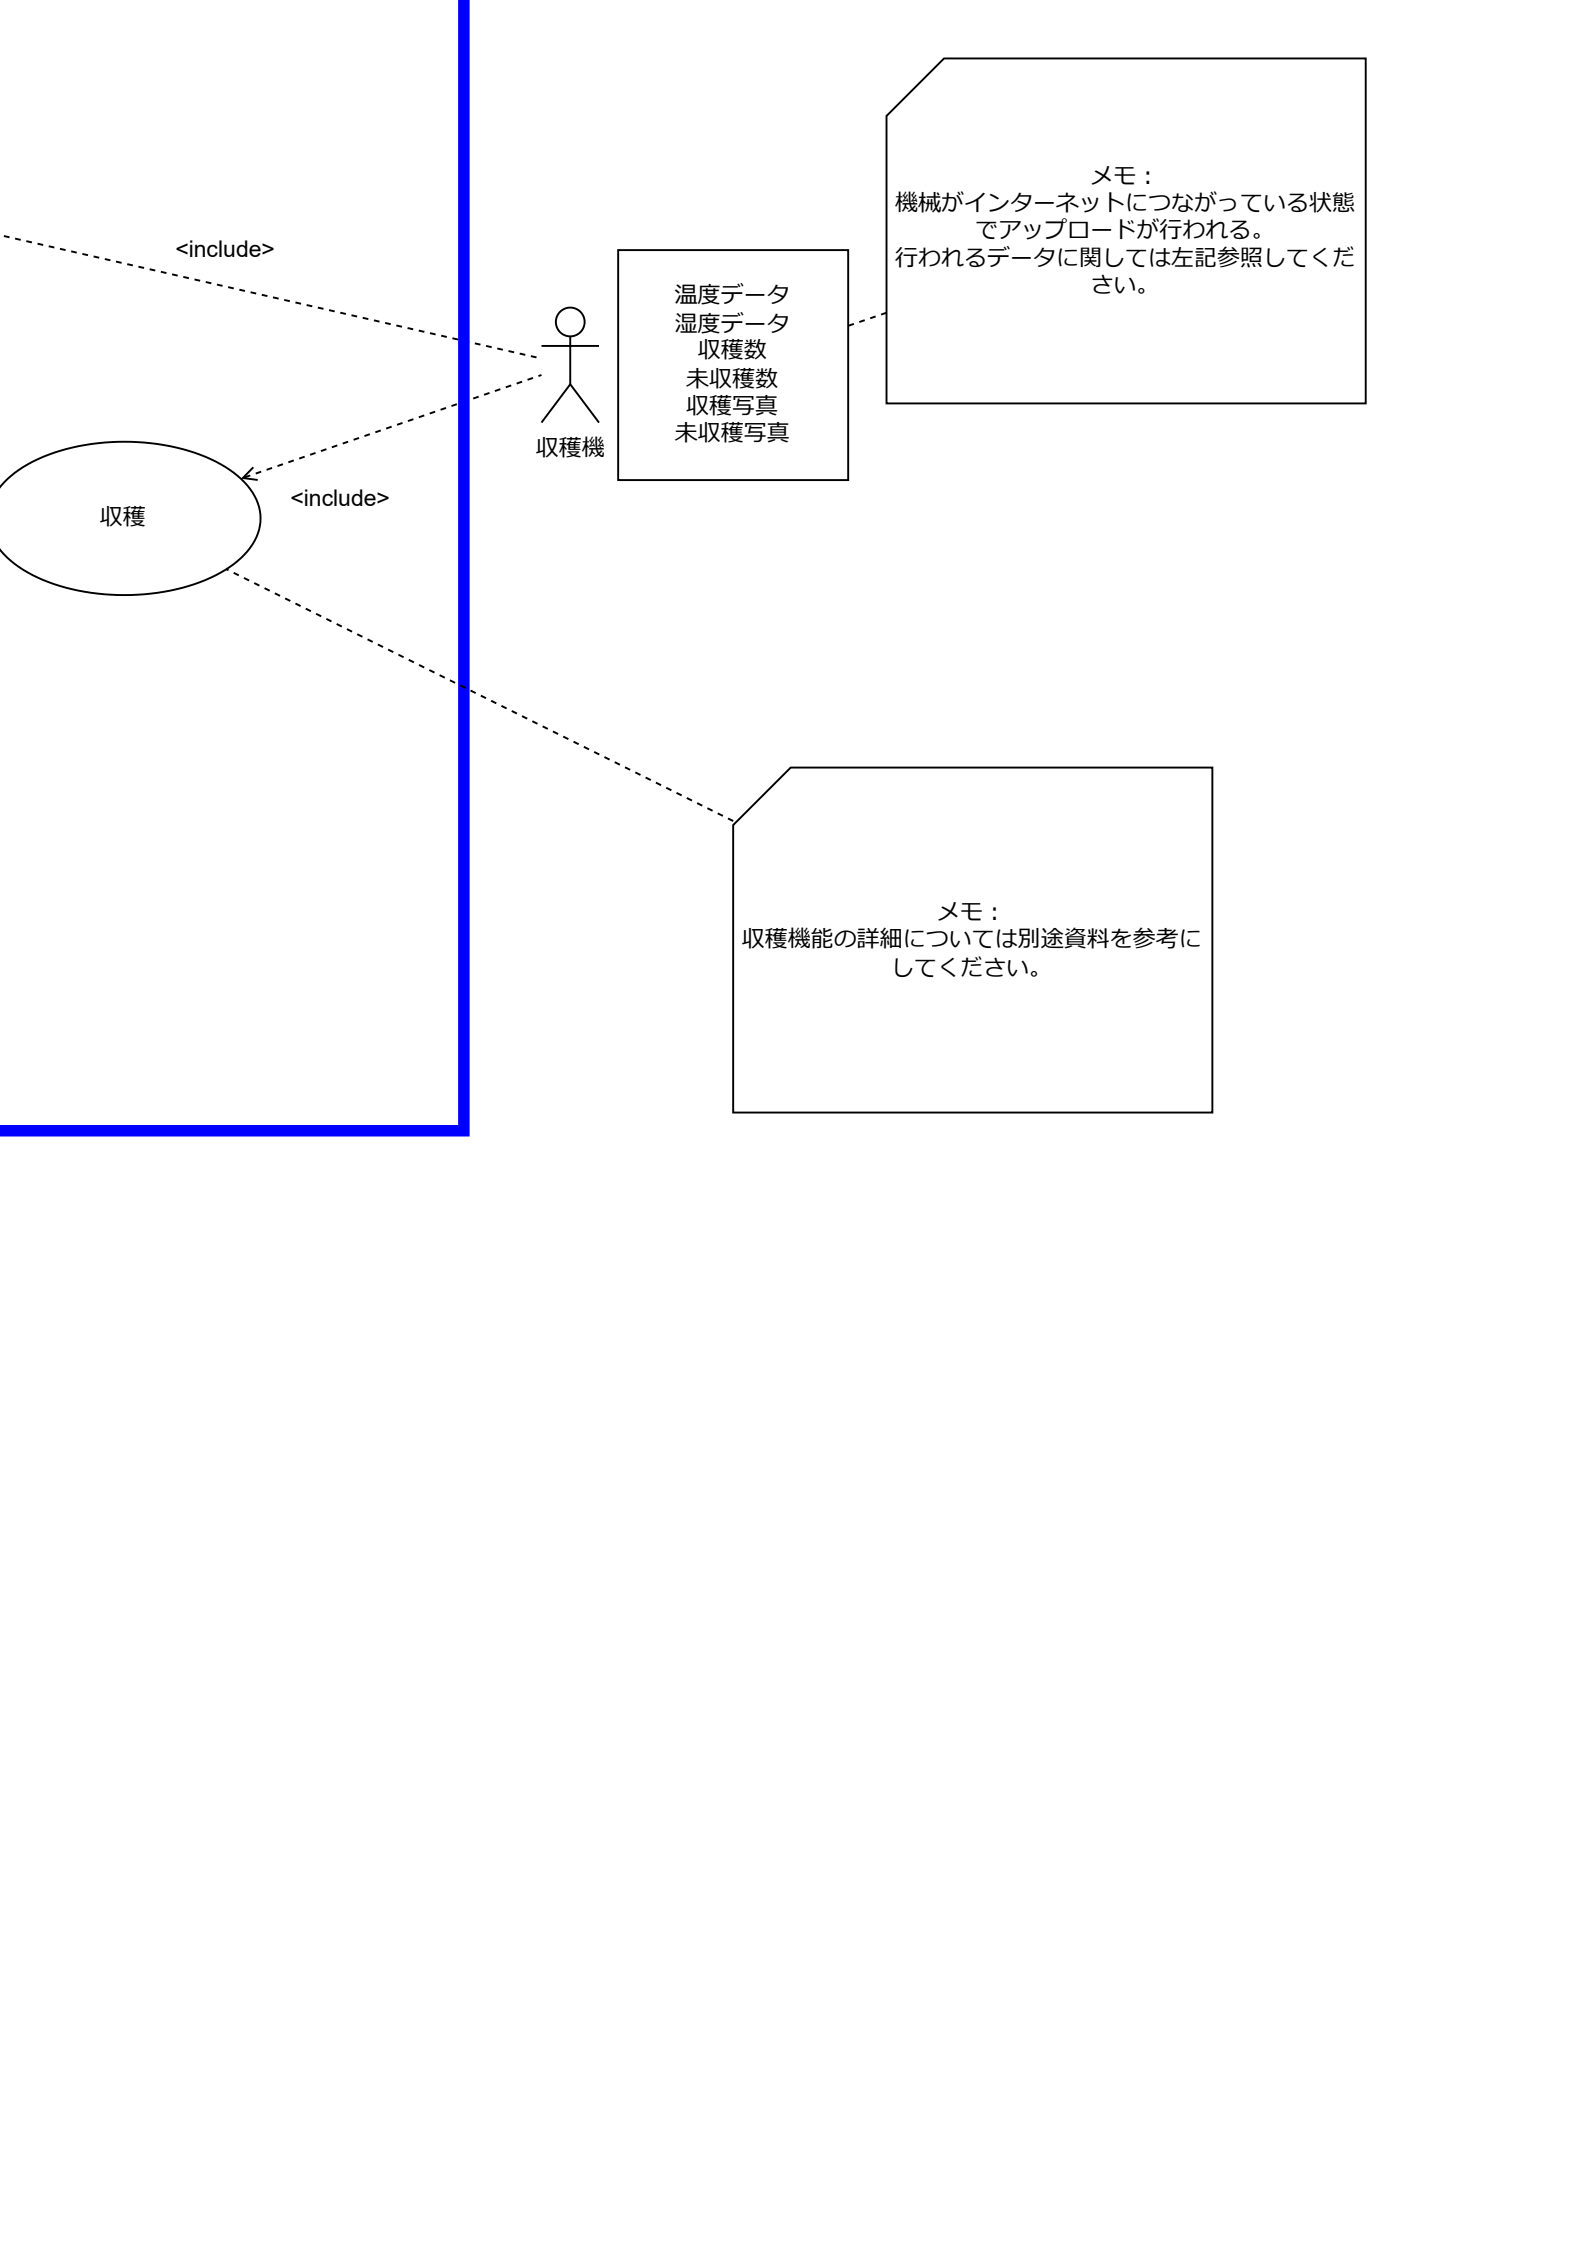 メモ：
機械がインターネットにつながっている状態
でアップロードが行われる。
行われるデータに関しては左記参照してくだ
さい。
<include>
温度データ
湿度データ
収穫数
未収穫数
収穫写真
未収穫写真
収穫機
<include>
収穫
メモ：
収穫機能の詳細については別途資料を参考に
してください。